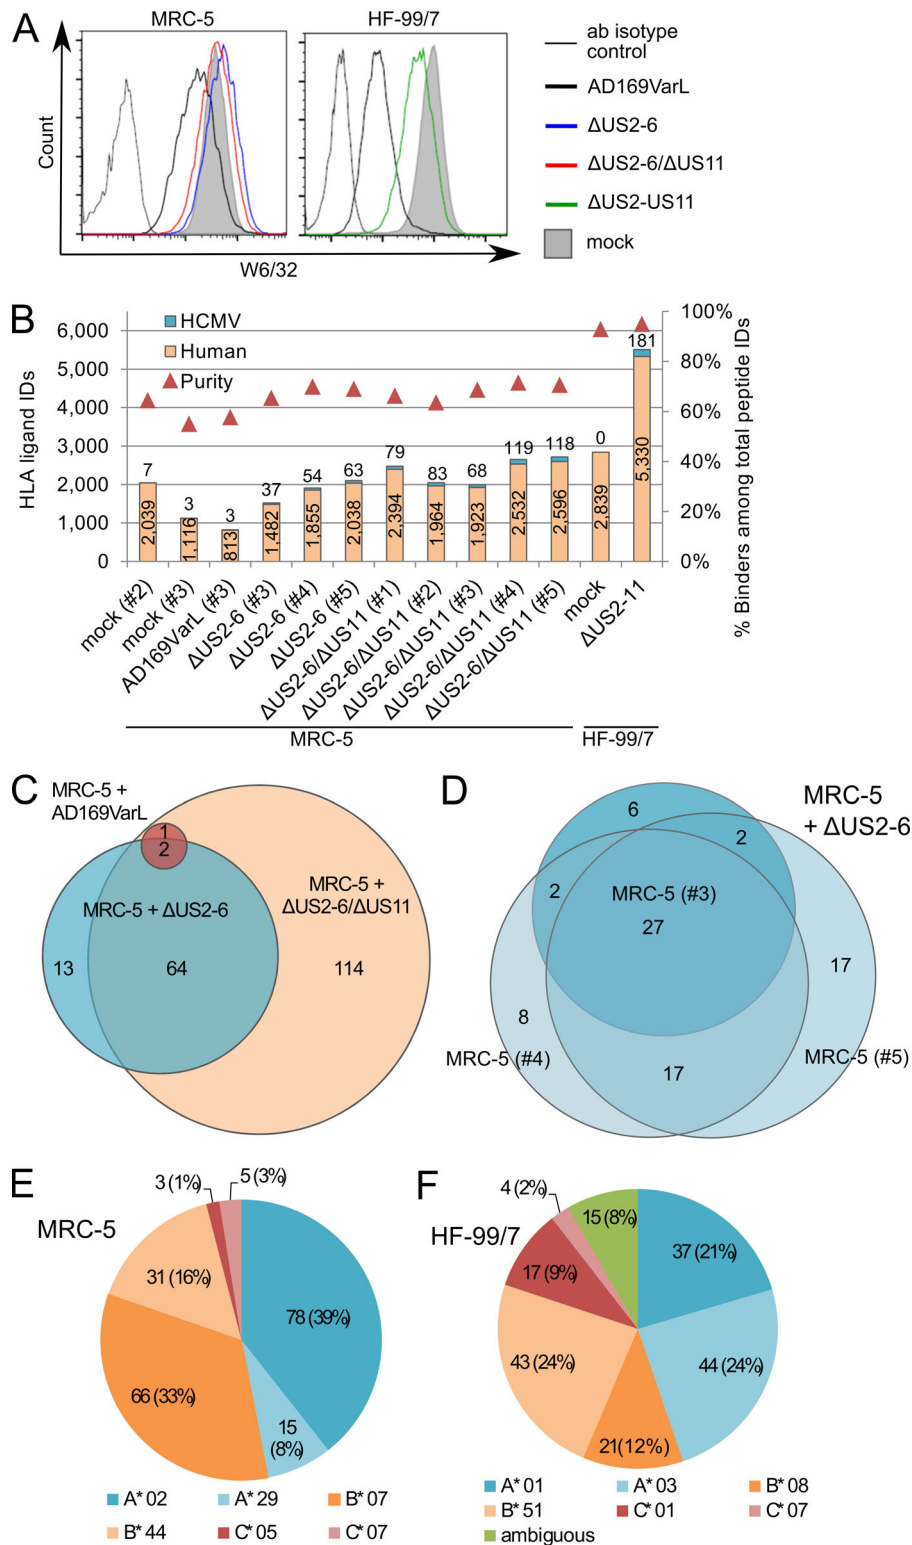 A
MRC-5
HF-99/7
Count
W6/32
ab isotype
control
AD169VarL
ΔUS2-6
ΔUS2-6/ΔUS11
ΔUS2-US11
mock
B
HCMV
Human
Purity
HLA ligand IDs
6,000
5,000
4,000
3,000
2,000
1,000
0
100%
80%
60%
40%
20%
0%
% Binders among total peptide IDs
7
3
3
37
54
63
79
83
68
119
118
0
181
2,039
1,116
813
1,482
1,855
2,038
2,394
1,964
1,923
2,532
2,596
2,839
5,330
mock (#2)
mock (#3)
AD169VarL (#3)
ΔUS2-6 (#3)
ΔUS2-6 (#4)
ΔUS2-6 (#5)
ΔUS2-6/ΔUS11 (#1)
ΔUS2-6/ΔUS11 (#2)
ΔUS2-6/ΔUS11 (#3)
ΔUS2-6/ΔUS11 (#4)
ΔUS2-6/ΔUS11 (#5)
mock
ΔUS2-11
MRC-5
HF-99/7
C
MRC-5 +
AD169VarL
1
2
MRC-5 + ΔUS2-6
MRC-5 +
ΔUS2-6/ΔUS11
13
64
114
D
MRC-5
+ ΔUS2-6
6
2
2
MRC-5 (#3)
27
17
8
MRC-5 (#4)
MRC-5 (#5)
17
E
MRC-5
3 (1%)
5 (3%)
31 (16%)
78 (39%)
66 (33%)
15
(8%)
A* 02
A* 29
B* 07
B* 44
C* 05
C* 07
F
HF-99/7
4 (2%)
15 (8%)
37 (21%)
17 (9%)
43 (24%)
44 (24%)
21 (12%)
A* 01
A* 03
B* 08
B* 51
C* 01
C* 07
ambiguous